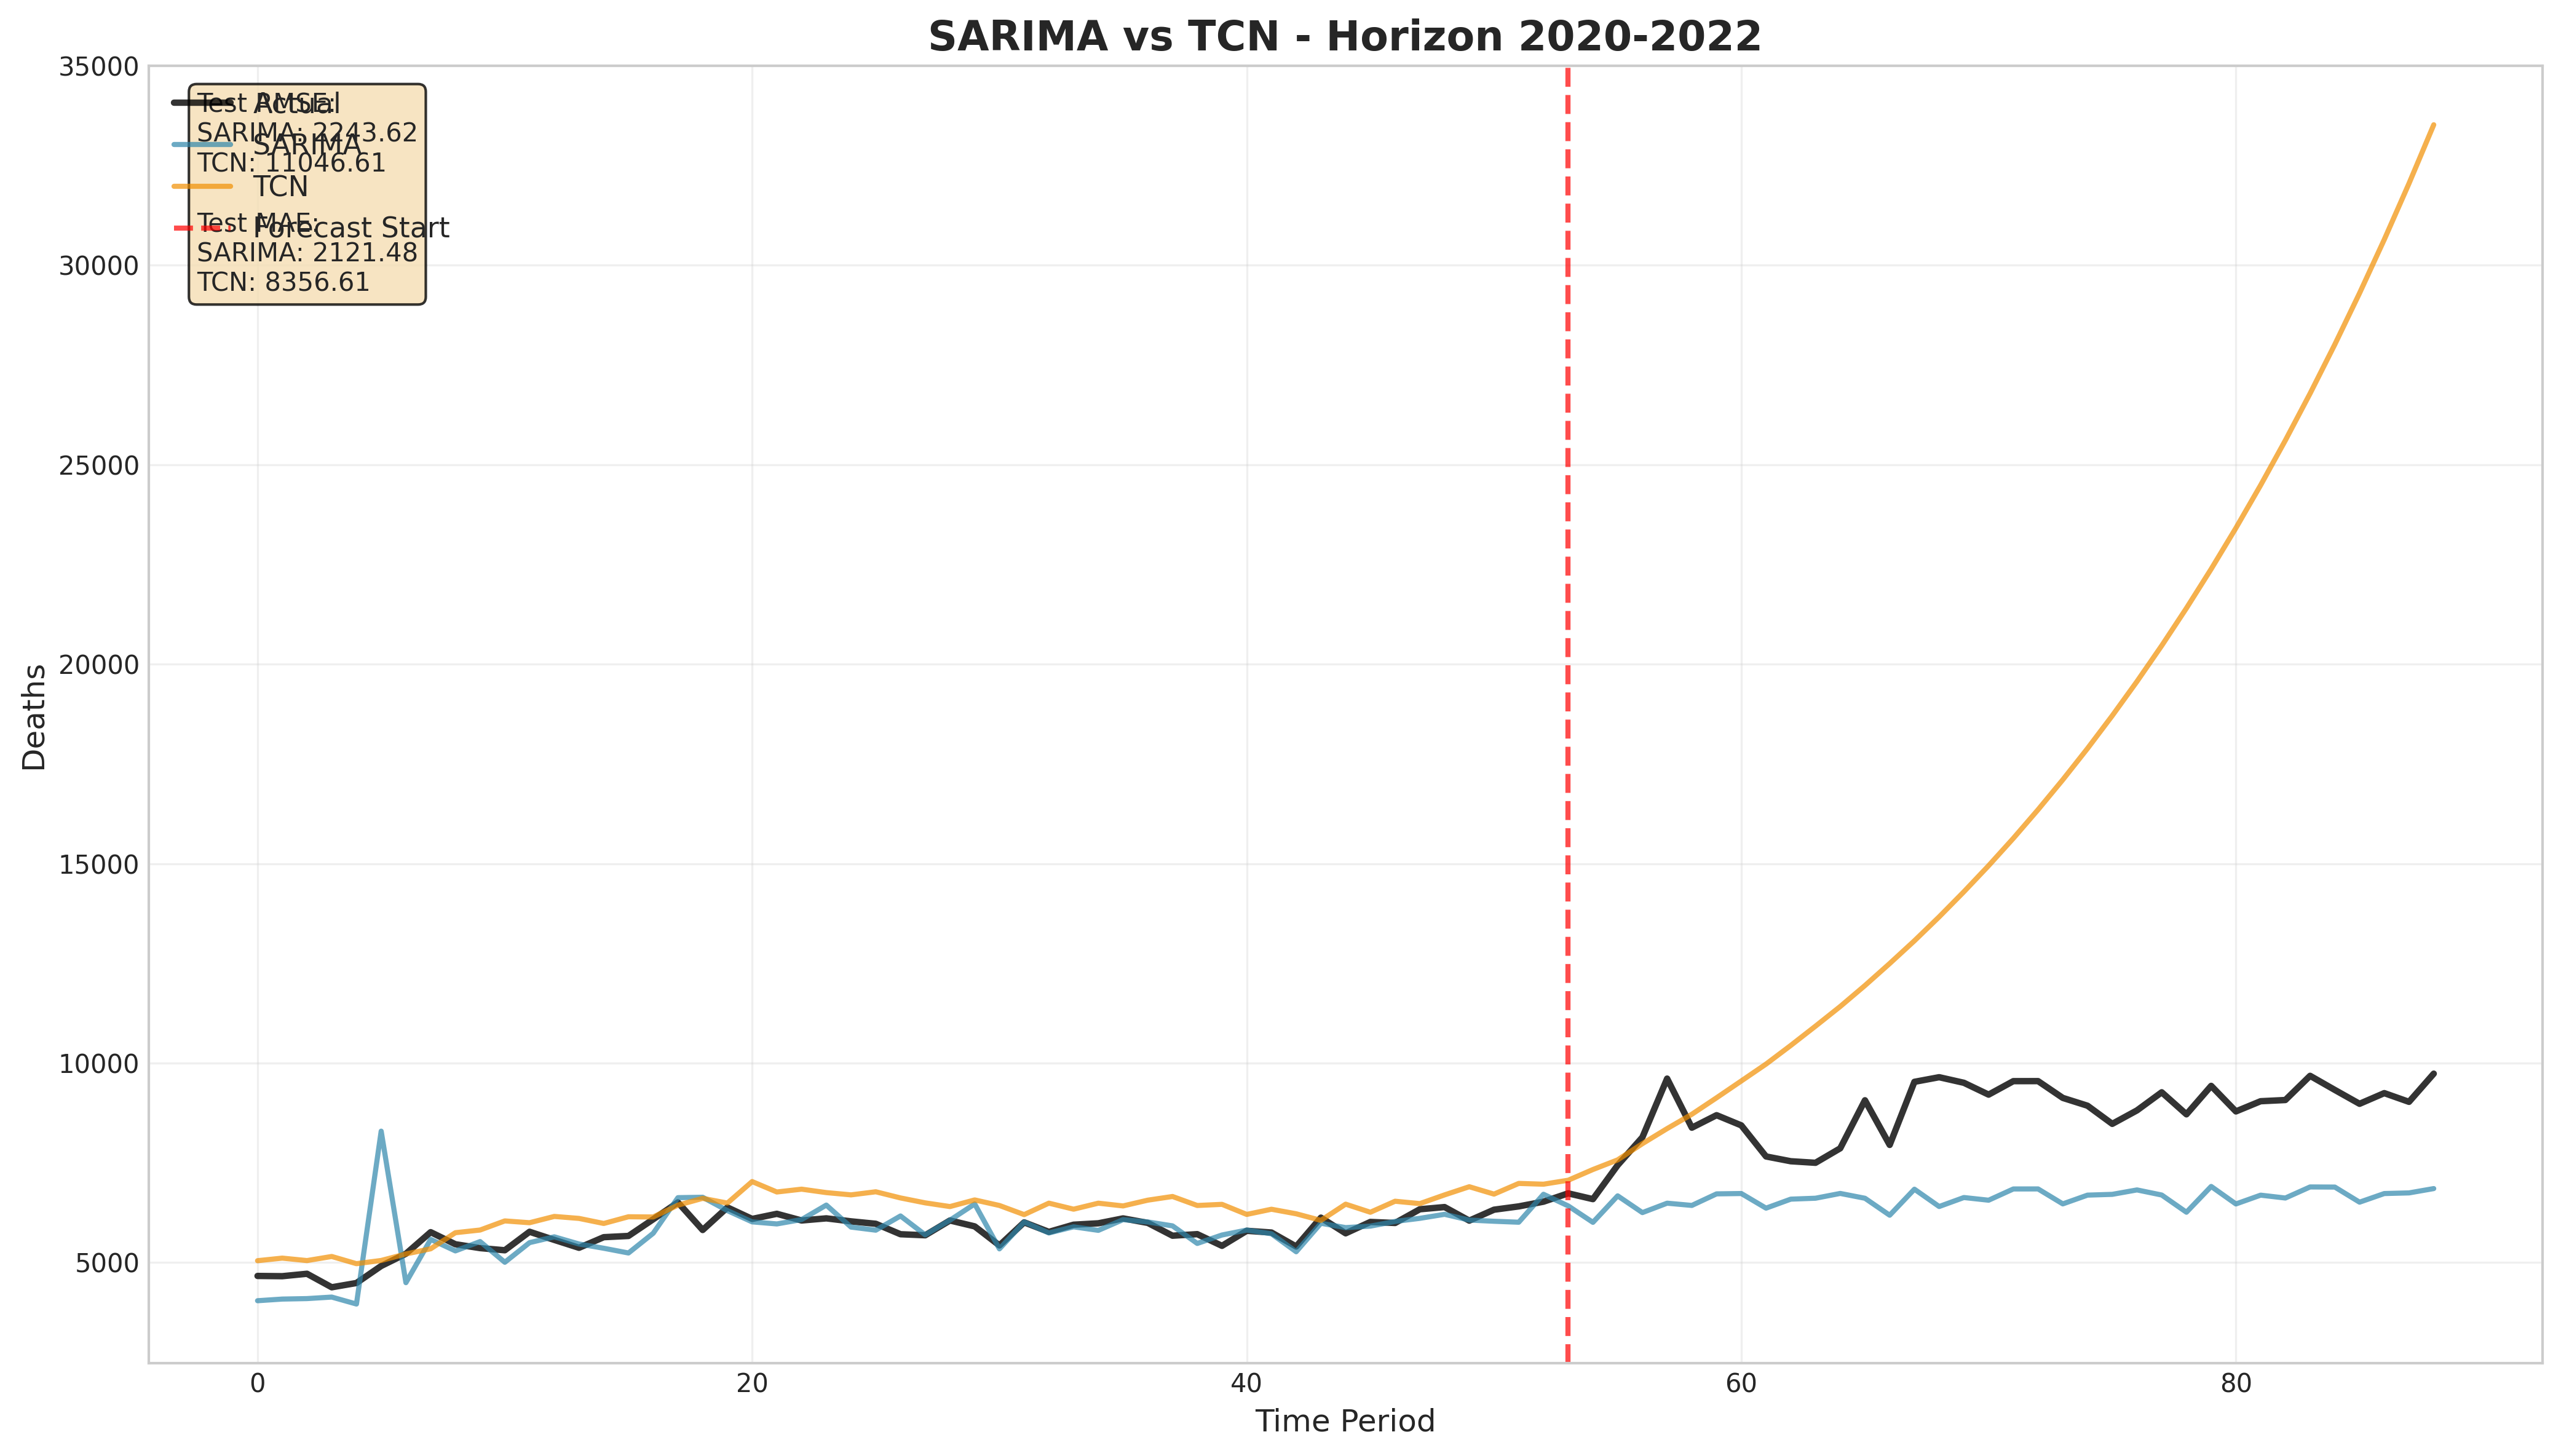 SARIMA vs TCN - Horizon 2020-2022
35000
30000
25000
20000
15000
10000
5000
Deaths
Actual
SARIMA
TCN
Forecast Start
Test RMSE:
SARIMA: 2243.62
TCN: 11046.61
Test MAE:
SARIMA: 2121.48
TCN: 8356.61
0
20
40
60
80
Time Period